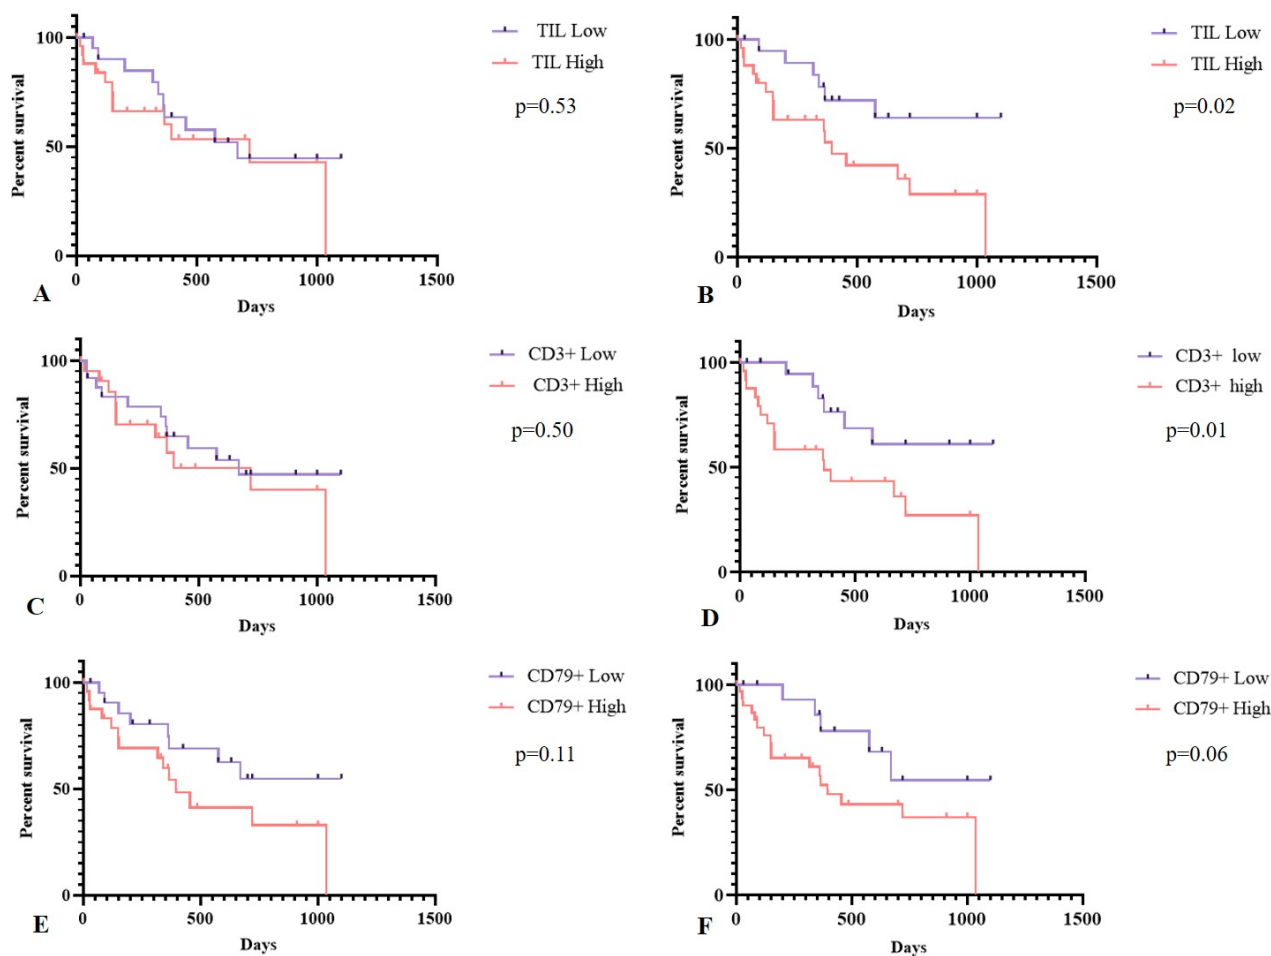 TIL Low
TIL High
p=0.53
100
50
0
Percent survival
0 500 1000 1500
Days
A
TIL Low
TIL High
p=0.02
100
50
0
Percent survival
0 500 1000 1500
Days
B
CD3+ Low
CD3+ High
p=0.50
100
50
0
Percent survival
0 500 1000 1500
Days
C
CD3+ low
CD3+ high
p=0.01
100
50
0
Percent survival
0 500 1000 1500
Days
D
CD79+ Low
CD79+ High
p=0.11
100
50
0
Percent survival
0 500 1000 1500
Days
E
CD79+ Low
CD79+ High
p=0.06
100
50
0
Percent survival
0 500 1000 1500
Days
F